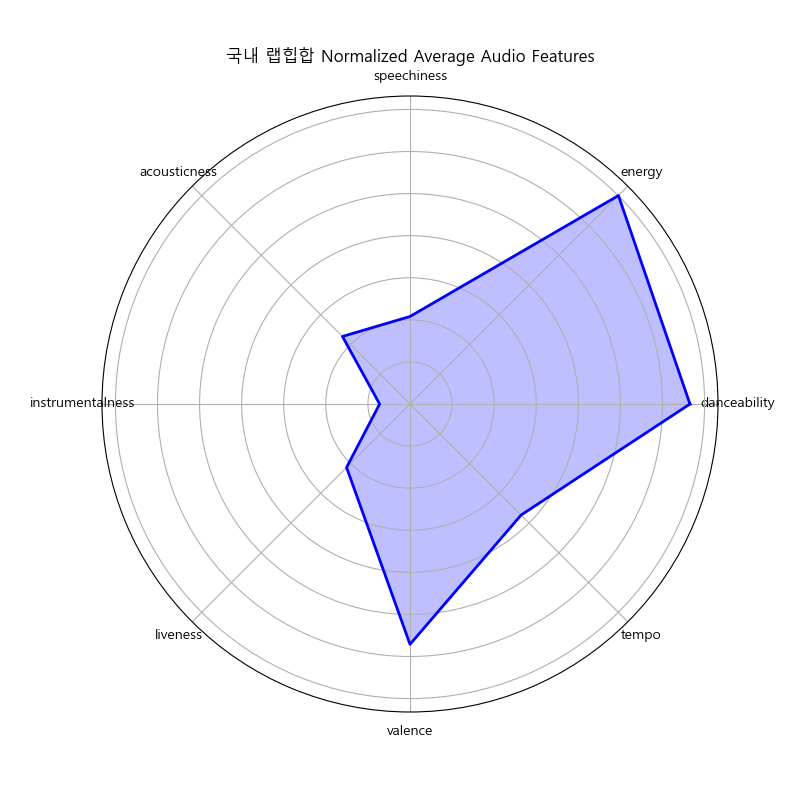 국내 랩힙합 Normalized Average Audio Features
speechiness
acousticness
energy
instrumentalness
danceability
liveness
tempo
valence